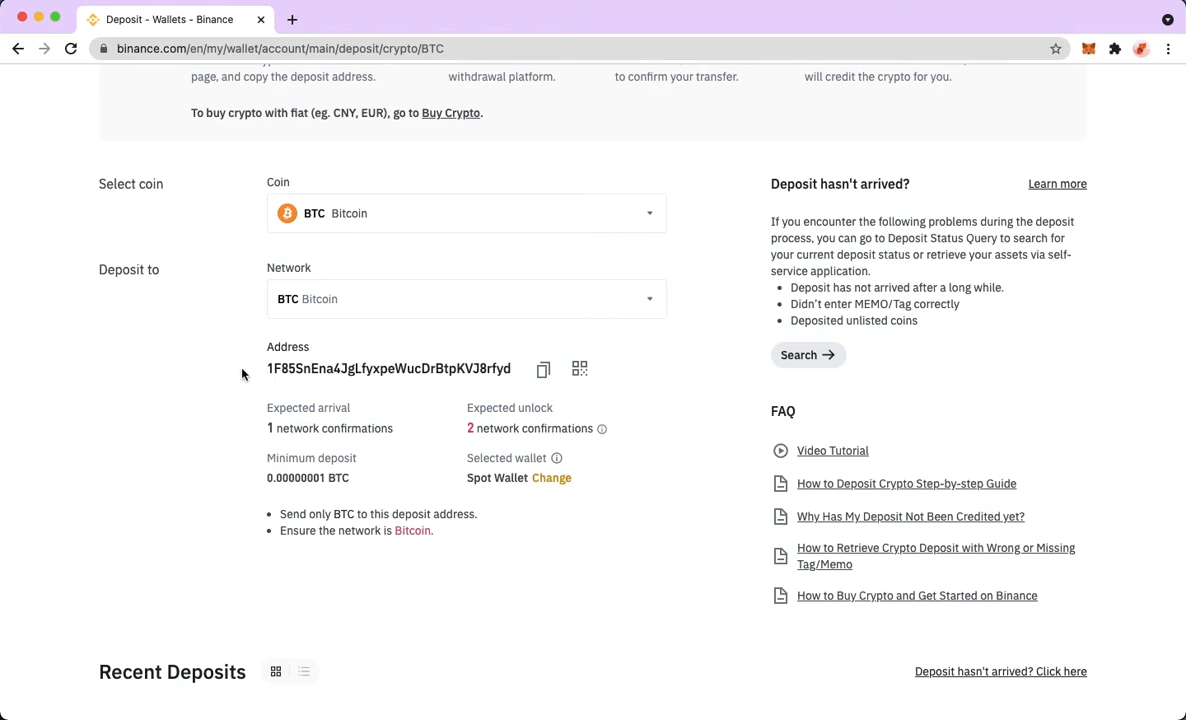 Deposit - Wallets - Binance
binance.com/en/my/wallet/account/main/deposit/crypto/BTC
page, and copy the deposit address.
withdrawal platform.
to confirm your transfer.
will credit the crypto for you.
To buy crypto with fiat (eg. CNY, EUR), go to Buy Crypto.
Select coin
Coin
BTC Bitcoin
Deposit to
Network
BTC Bitcoin
Address
1F85SnEna4JgLfyxpeWucDrBtpKVJ8rfyd
Expected arrival
1 network confirmations
Expected unlock
2 network confirmations
Minimum deposit
0.00000001 BTC
Selected wallet
Spot Wallet Change
Send only BTC to this deposit address.
Ensure the network is Bitcoin.
Deposit hasn't arrived?
Learn more
If you encounter the following problems during the deposit
process, you can go to Deposit Status Query to search for
your current deposit status or retrieve your assets via self-
service application.
Deposit has not arrived after a long while.
Didn't enter MEMO/Tag correctly
Deposited unlisted coins
Search
FAQ
Video Tutorial
How to Deposit Crypto Step-by-step Guide
Why Has My Deposit Not Been Credited yet?
How to Retrieve Crypto Deposit with Wrong or Missing
Tag/Memo
How to Buy Crypto and Get Started on Binance
Recent Deposits
Deposit hasn't arrived? Click here